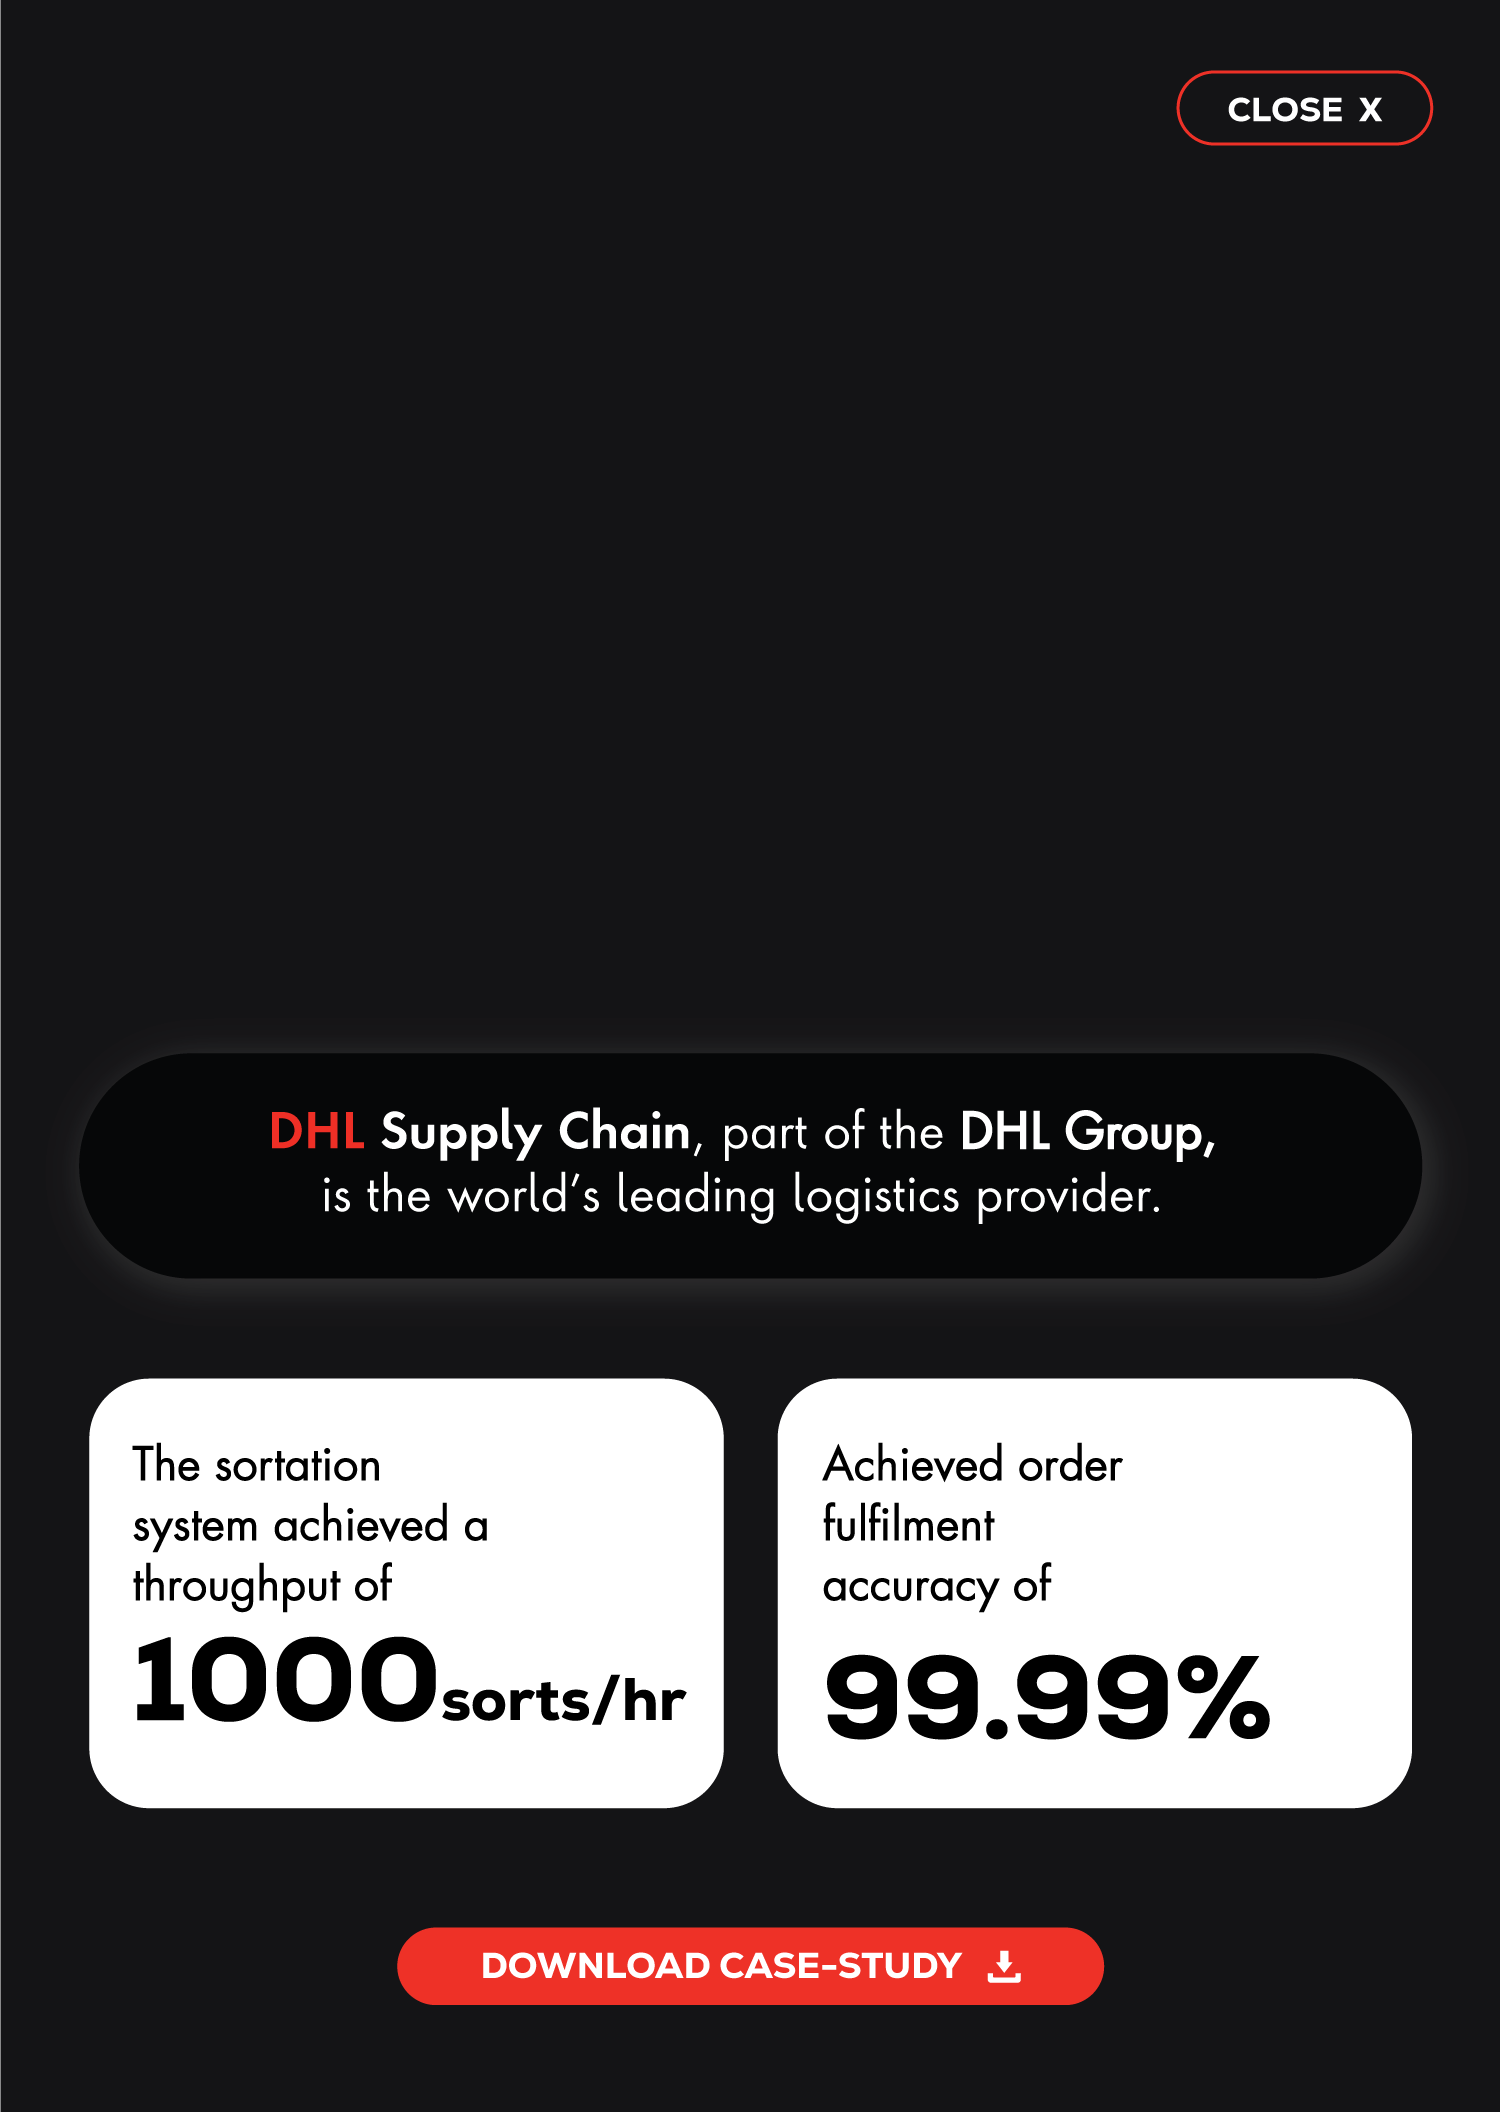 CLOSE X
DHL Supply Chain, part of the DHL Group,
is the world’s leading logistics provider.
The sortation
system achieved a
throughput of
1000sorts/hr
Achieved order
fulfilment
accuracy of
99.99%
DOWNLOAD CASE-STUDY